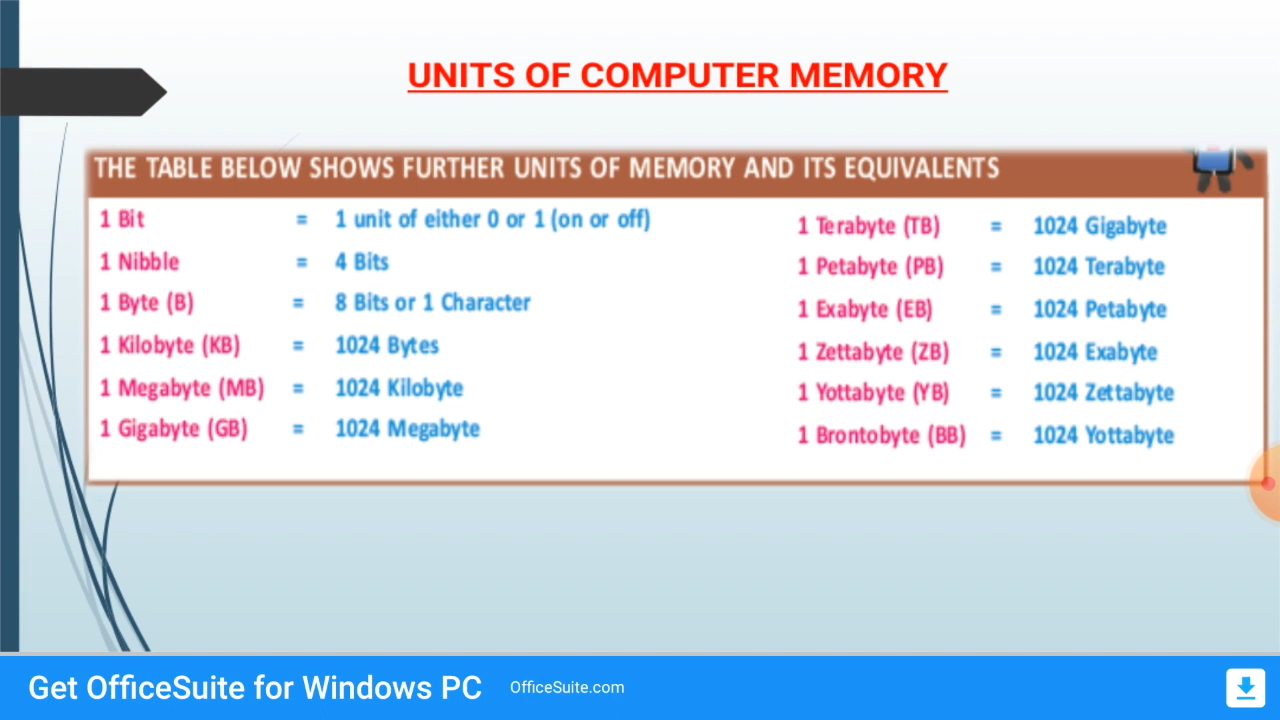 UNITS OF COMPUTER MEMORY
THE TABLE BELOW SHOWS FURTHER UNITS OF MEMORY AND ITS EQUIVALENTS
1 Bit = 1 unit of either 0 or 1 (on or off)
1 Nibble = 4 Bits
1 Byte (B) = 8 Bits or 1 Character
1 Kilobyte (KB) = 1024 Bytes
1 Megabyte (MB) = 1024 Kilobyte
1 Gigabyte (GB) = 1024 Megabyte
1 Terabyte (TB) = 1024 Gigabyte
1 Petabyte (PB) = 1024 Terabyte
1 Exabyte (EB) = 1024 Petabyte
1 Zettabyte (ZB) = 1024 Exabyte
1 Yottabyte (YB) = 1024 Zettabyte
1 Brontobyte (BB) = 1024 Yottabyte
Get OfficeSuite for Windows PC OfficeSuite.com